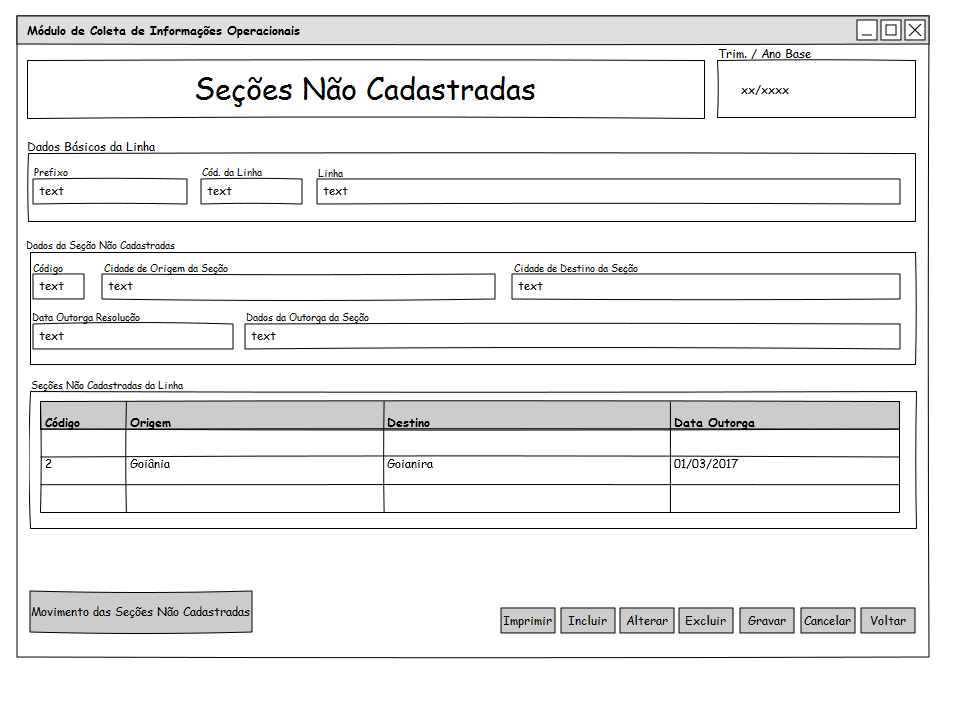 Módulo de Coleta de Informações Operacionais
Trim. / Ano Base
Seções Não Cadastradas
xx/xxxx
Dados Básicos da Linha
Prefixo Cód. da Linha Linha
text text text
Dados da Seção Não Cadastradas
Código Cidade de Origem da Seção Cidade de Destino da Seção
text text text
Data Outorga Resolução Dados da Outorga da Seção
text text
Seções Não Cadastradas da Linha
Código Origem Destino Data Outorga
2 Goiânia Goianira 01/03/2017
Movimento das Seções Não Cadastradas
Imprimir Incluir Alterar Excluir Gravar Cancelar Voltar